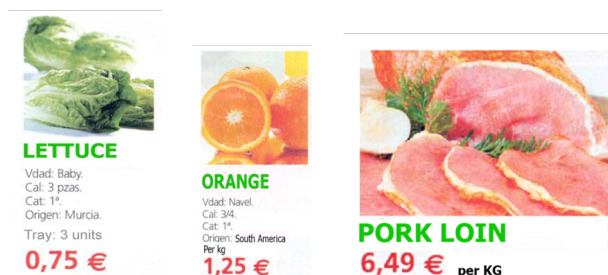 LETTUCE
Vdad: Baby.
Cal: 3 pzas.
Cat: 1ª.
Origen: Murcia.
Tray: 3 units
0,75 €
ORANGE
Vdad: Navel.
Cal: 3/4.
Cat: 1ª.
Origen: South America
Per kg
1,25 €
PORK LOIN
6,49 € per KG